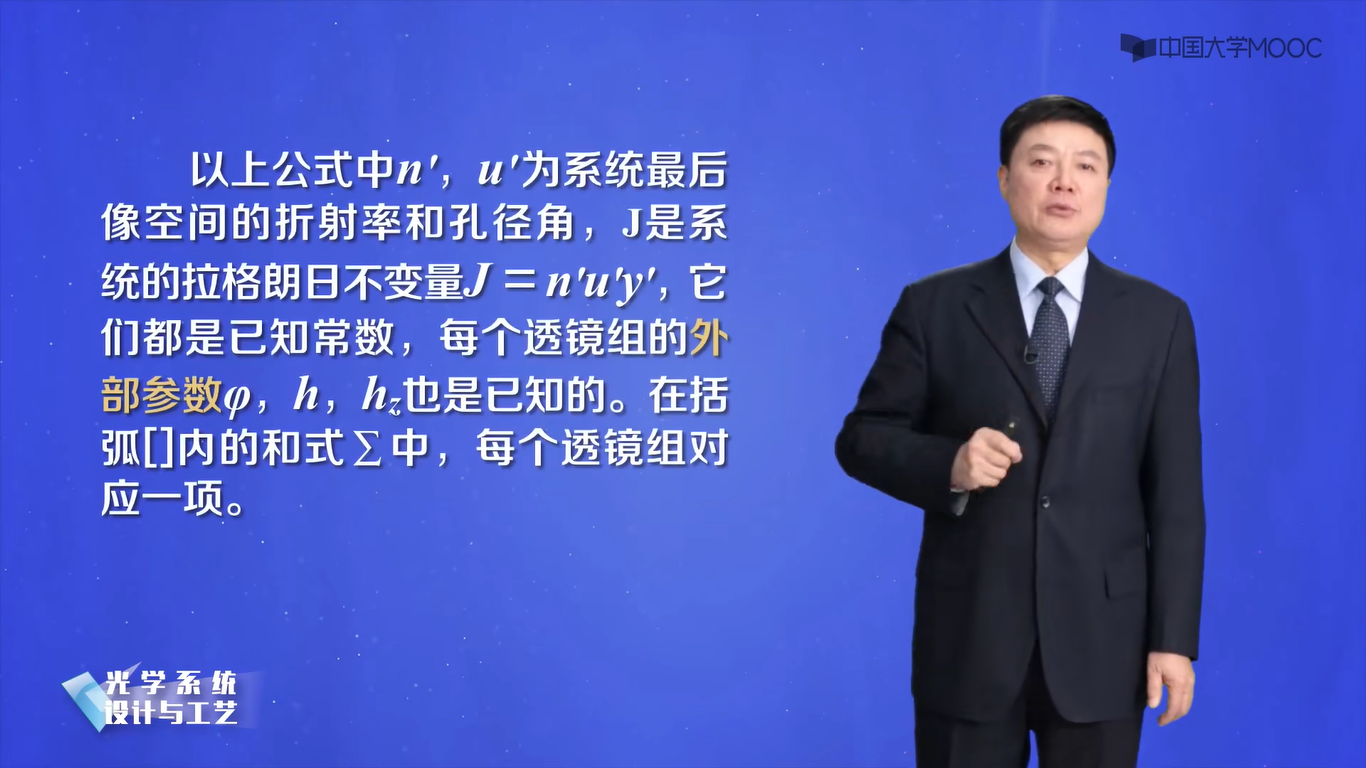 中国大学MOOC
以上公式中n′，u′为系统最后
像空间的折射率和孔径角，J是系
统的拉格朗日不变量J＝n′u′y′，它
们都是已知常数，每个透镜组的外
部参数φ，h，hz也是已知的。在括
弧[]内的和式∑中，每个透镜组对
应一项。
光学系统
设计与工艺